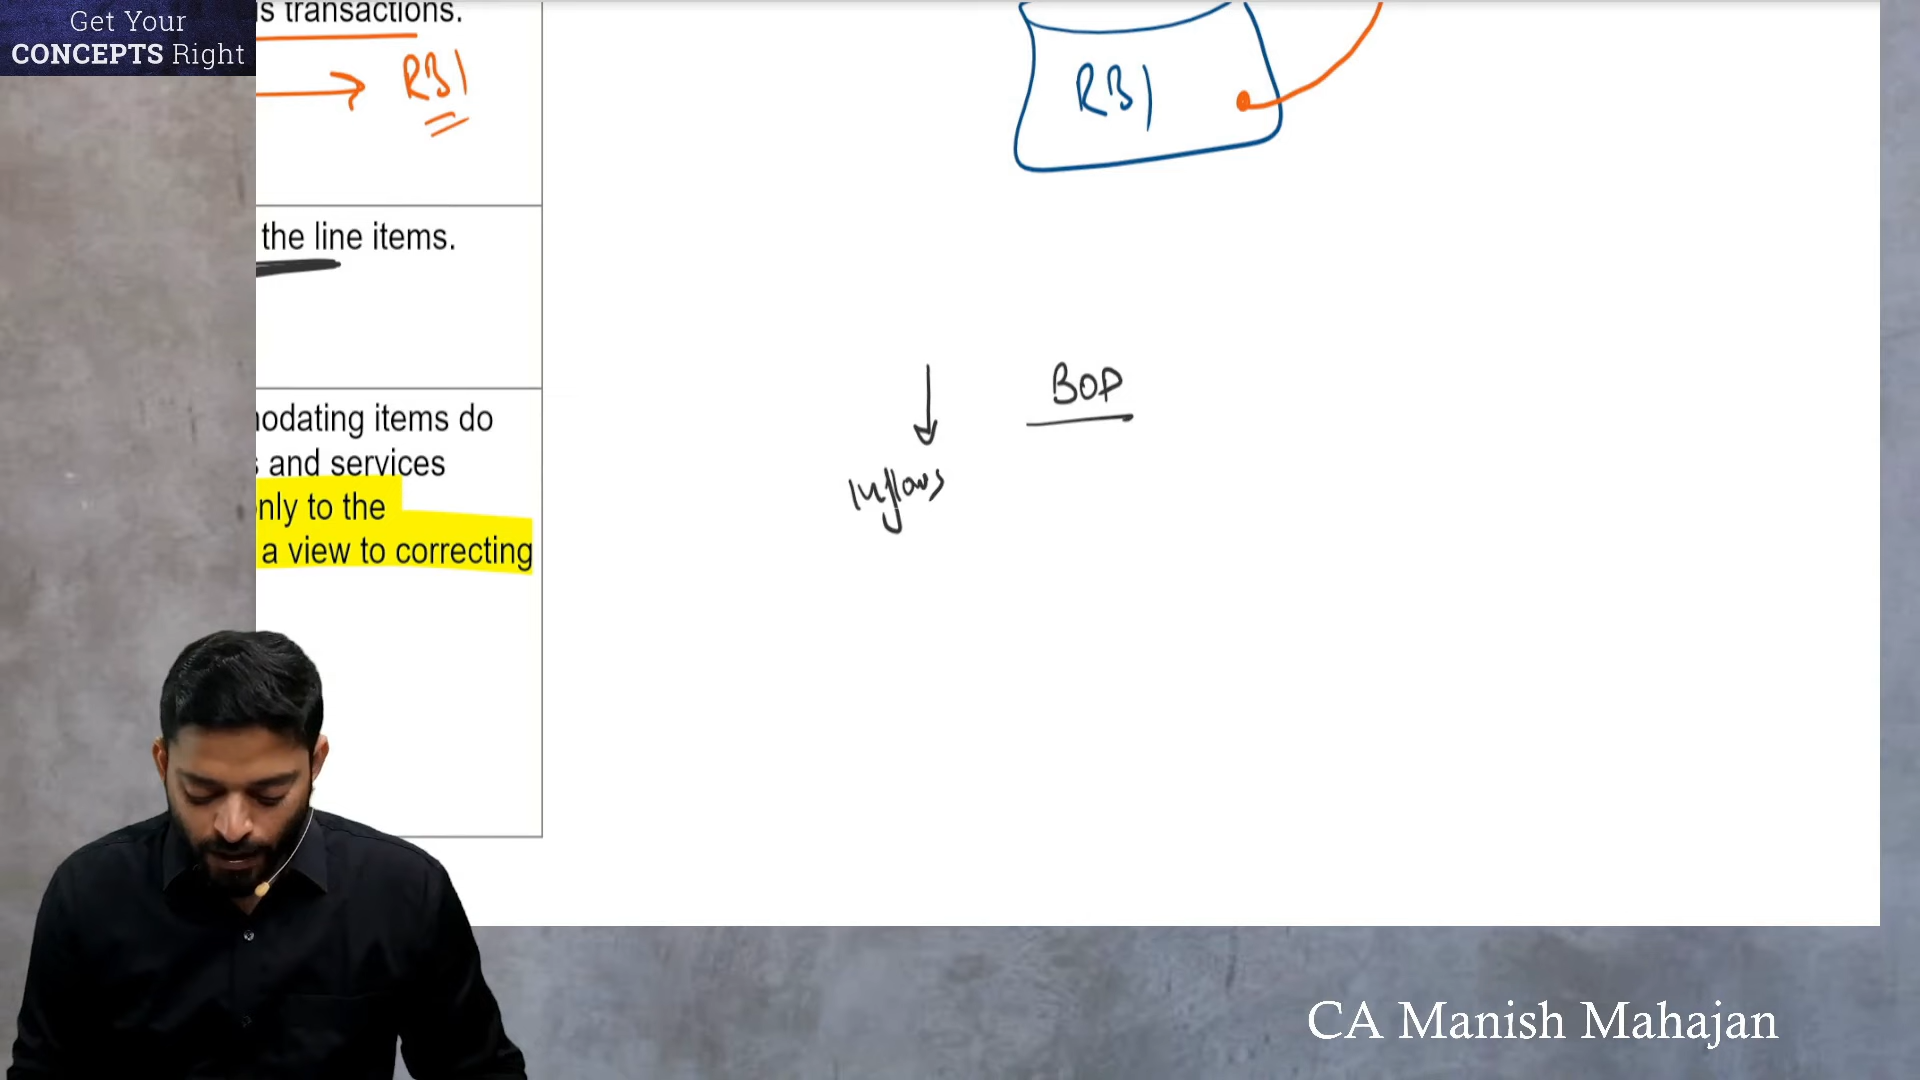 Get Your
CONCEPTS Right
s transactions.
RBI
RBI
the line items.
BOP
Inflows
odating items do
and services
nly to the
a view to correcting
CA Manish Mahajan